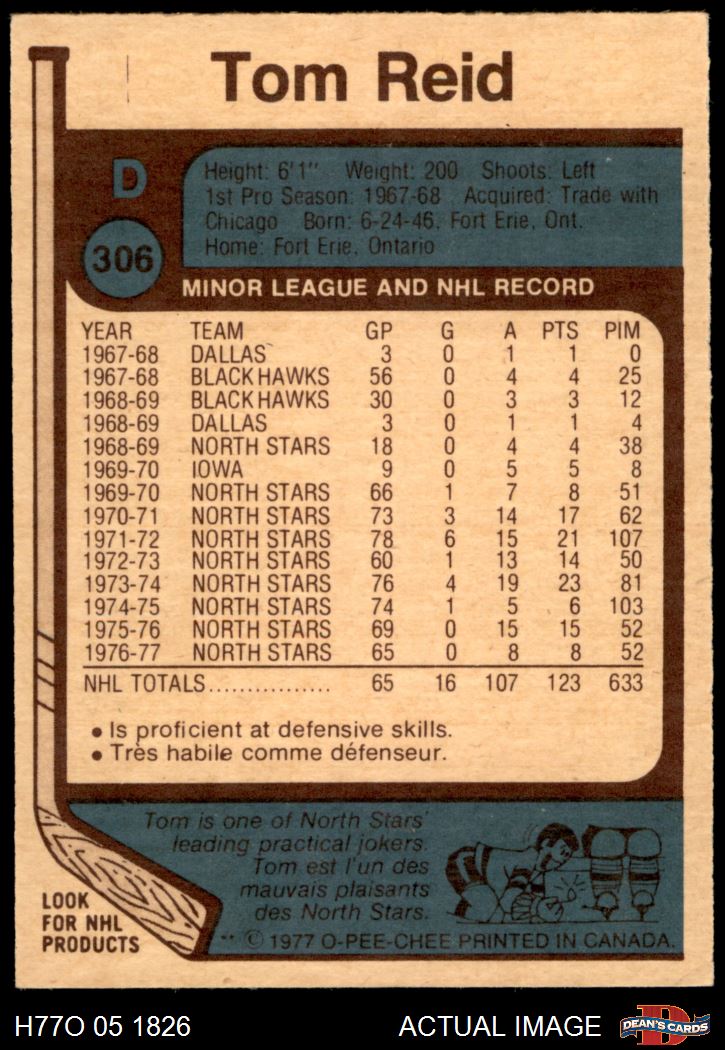 Tom Reid
D
306
Height: 6'1" Weight: 200 Shoots: Left
1st Pro Season: 1967-68 Acquired: Trade with
Chicago Born: 6-24-46, Fort Erie, Ont.
Home: Fort Erie, Ontario
MINOR LEAGUE AND NHL RECORD
YEAR TEAM GP G A PTS PIM
1967-68 DALLAS 3 0 1 1 0
1967-68 BLACK HAWKS 56 0 4 4 25
1968-69 BLACK HAWKS 30 0 3 3 12
1968-69 DALLAS 3 0 1 1 4
1968-69 NORTH STARS 18 0 4 4 38
1969-70 IOWA 9 0 5 5 8
1969-70 NORTH STARS 66 1 7 8 51
1970-71 NORTH STARS 73 3 14 17 62
1971-72 NORTH STARS 78 6 15 21 107
1972-73 NORTH STARS 60 1 13 14 50
1973-74 NORTH STARS 76 4 19 23 81
1974-75 NORTH STARS 74 1 5 6 103
1975-76 NORTH STARS 69 0 15 15 52
1976-77 NORTH STARS 65 0 8 8 52
NHL TOTALS................ 65 16 107 123 633
• Is proficient at defensive skills.
• Très habile comme défenseur.
Tom is one of North Stars'
leading practical jokers.
Tom est l'un des
mauvais plaisants
des North Stars.
LOOK
FOR NHL
PRODUCTS
** © 1977 O-PEE-CHEE PRINTED IN CANADA.
H77O 05 1826 ACTUAL IMAGE
D
DEAN'S CARDS